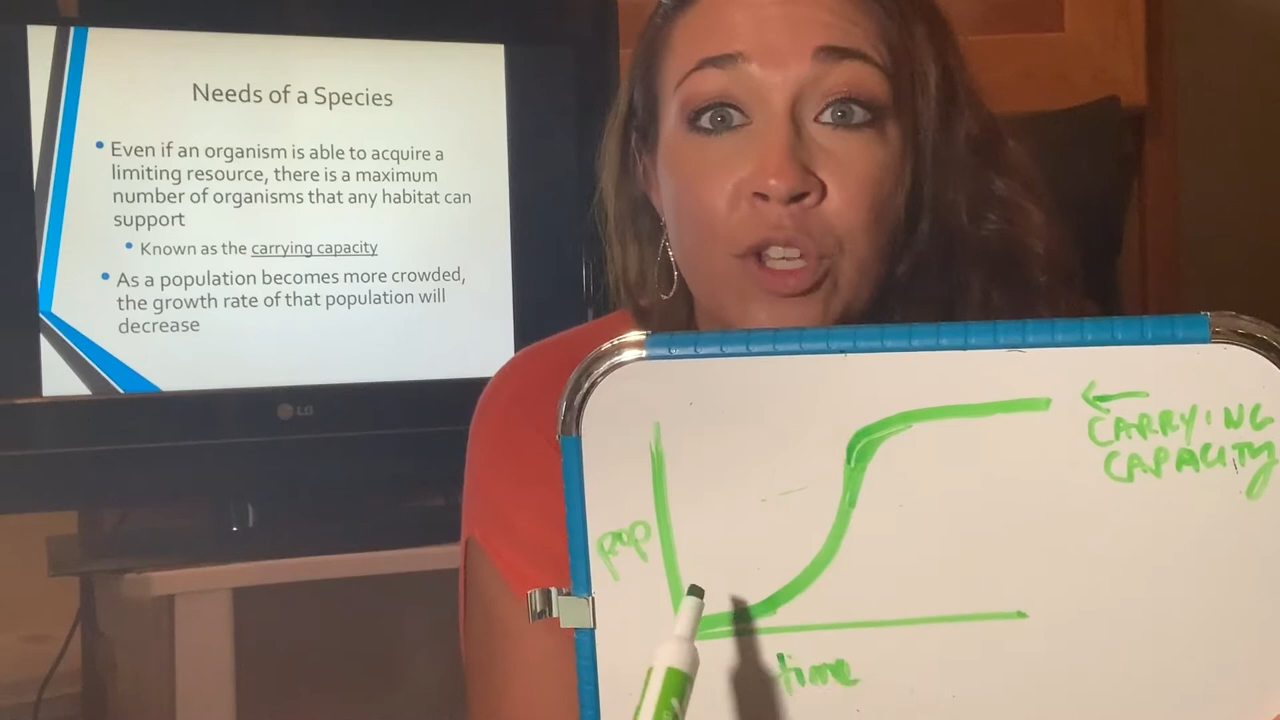 Needs of a Species
• Even if an organism is able to acquire a
limiting resource, there is a maximum
number of organisms that any habitat can
support
• Known as the carrying capacity
• As a population becomes more crowded,
the growth rate of that population will
decrease
LG
CARRYING
CAPACITY
pop
time